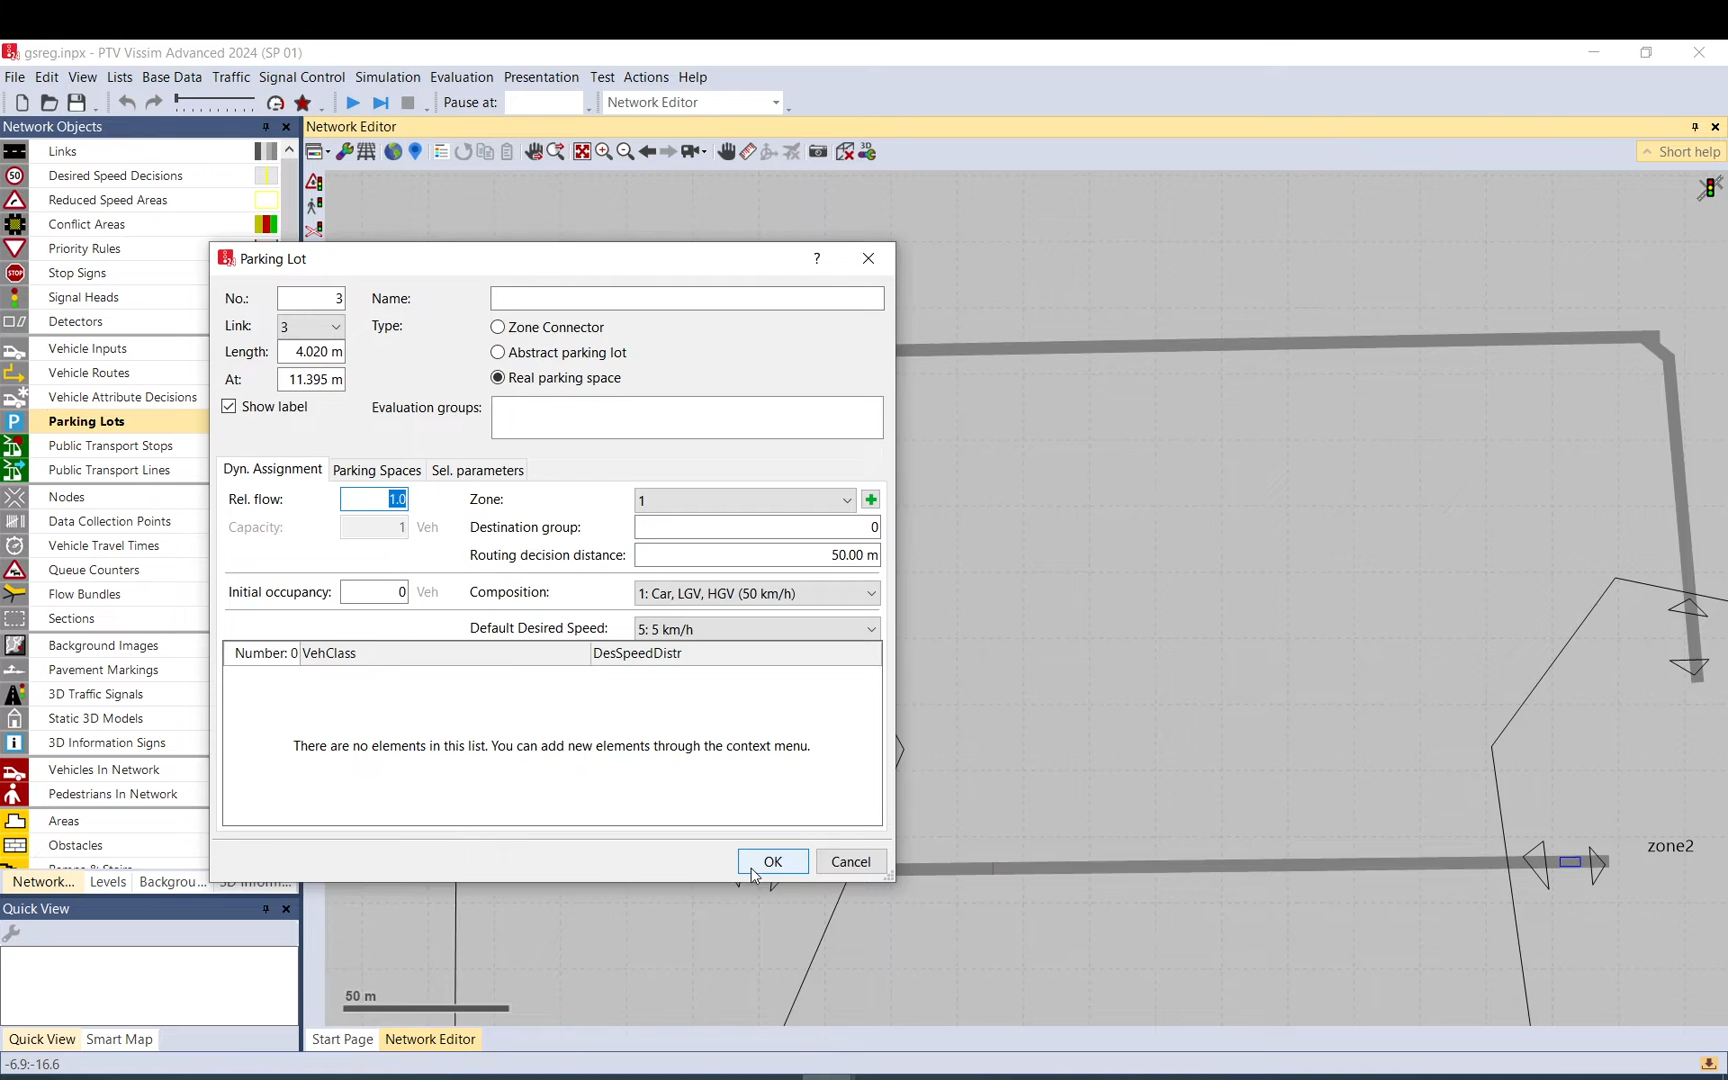 gsreg.inpx - PTV Vissim Advanced 2024 (SP 01)
File Edit View Lists Base Data Traffic Signal Control Simulation Evaluation Presentation Test Actions Help
Pause at: Network Editor
Network Objects
Network Editor
Short help
Links
50 Desired Speed Decisions
Reduced Speed Areas
Conflict Areas
Priority Rules
STOP Stop Signs
Signal Heads
Detectors
Vehicle Inputs
Vehicle Routes
Vehicle Attribute Decisions
P Parking Lots
Public Transport Stops
Public Transport Lines
Nodes
Data Collection Points
Vehicle Travel Times
Queue Counters
Flow Bundles
Sections
Background Images
Pavement Markings
3D Traffic Signals
Static 3D Models
3D Information Signs
Vehicles In Network
Pedestrians In Network
Areas
Obstacles
Network... Levels Backgrou...
Quick View
Quick View Smart Map
-6.9:-16.6
Parking Lot
No.: 3 Name:
Link: 3 Type: Zone Connector
Length: 4.020 m Abstract parking lot
At: 11.395 m Real parking space
Show label Evaluation groups:
Dyn. Assignment Parking Spaces Sel. parameters
Rel. flow: 1.0 Zone: 1
Capacity: 1 Veh Destination group: 0
Routing decision distance: 50.00 m
Initial occupancy: 0 Veh Composition: 1: Car, LGV, HGV (50 km/h)
Default Desired Speed: 5: 5 km/h
Number: 0 VehClass DesSpeedDistr
There are no elements in this list. You can add new elements through the context menu.
OK Cancel
zone2
50 m
Start Page Network Editor